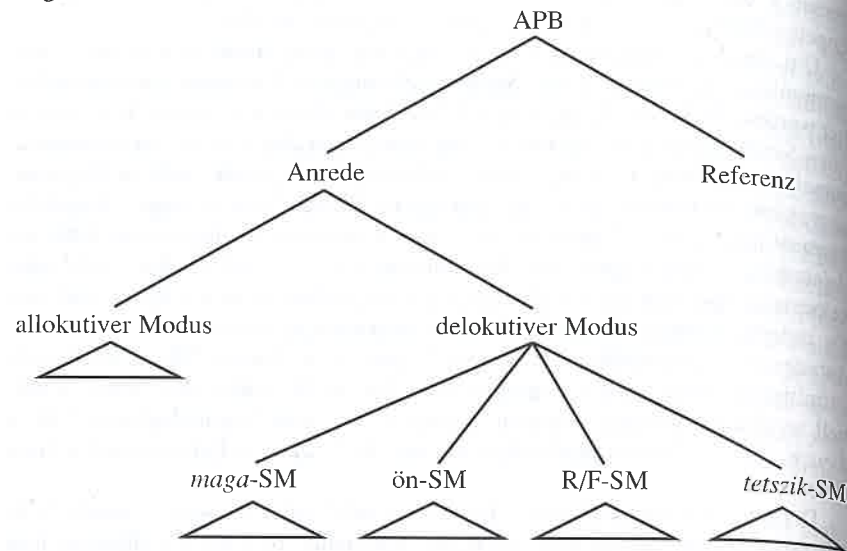 APB
Anrede Referenz
allokutiver Modus delokutiver Modus
maga-SM ön-SM R/F-SM tetszik-SM